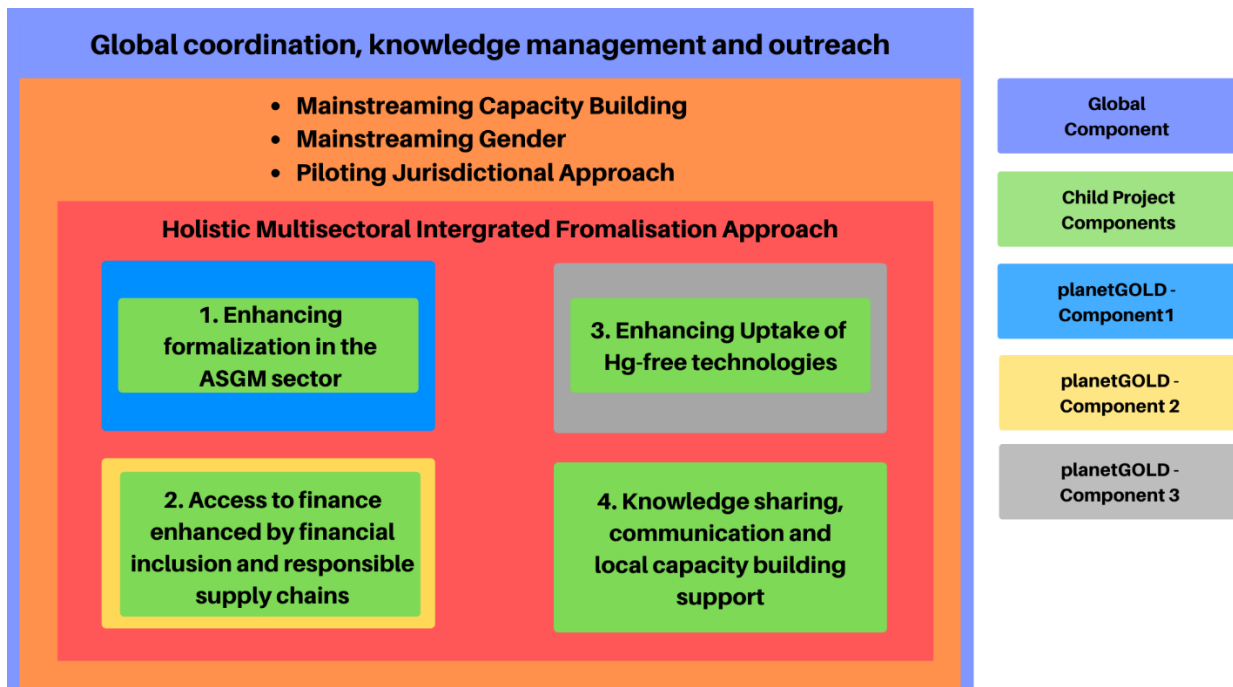 Global coordination, knowledge management and outreach
• Mainstreaming Capacity Building
• Mainstreaming Gender
• Piloting Jurisdictional Approach
Holistic Multisectoral Intergrated Fromalisation Approach
1. Enhancing
formalization in the
ASGM sector
3. Enhancing Uptake of
Hg-free technologies
2. Access to finance
enhanced by financial
inclusion and responsible
supply chains
4. Knowledge sharing,
communication and
local capacity building
support
Global
Component
Child Project
Components
planetGOLD -
Component1
planetGOLD -
Component 2
planetGOLD -
Component 3